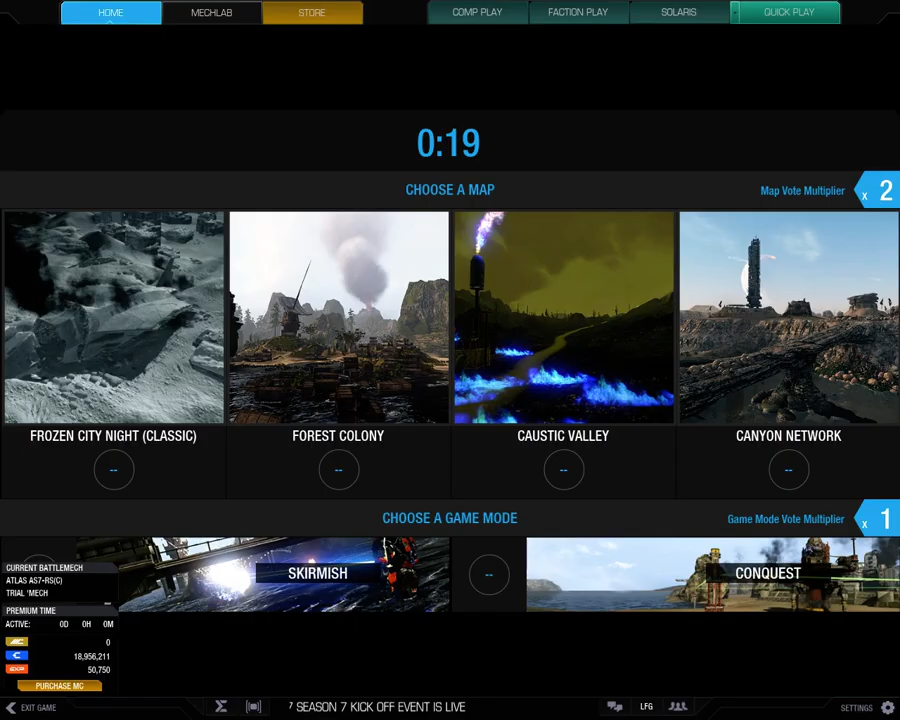 HOME
MECHLAB
STORE
COMP PLAY
FACTION PLAY
SOLARIS
QUICK PLAY
0:19
CHOOSE A MAP
Map Vote Multiplier
x 2
FROZEN CITY NIGHT (CLASSIC)
FOREST COLONY
CAUSTIC VALLEY
CANYON NETWORK
--
--
--
--
CHOOSE A GAME MODE
Game Mode Vote Multiplier
x 1
SKIRMISH
--
CONQUEST
CURRENT BATTLEMECH
ATLAS AS7-RS(C)
TRIAL 'MECH
PREMIUM TIME
ACTIVE: 0D 0H 0M
MC 0
C 18,956,211
EXP 50,750
PURCHASE MC
EXIT GAME
SEASON 7 KICK OFF EVENT IS LIVE
LFG
SETTINGS